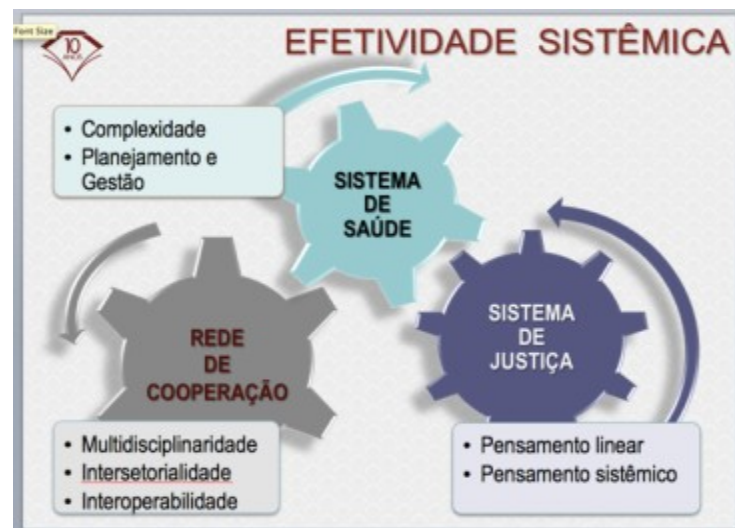 Font Size
10
ANOS
EFETIVIDADE SISTÊMICA
• Complexidade
• Planejamento e
Gestão
SISTEMA
DE
SAÚDE
REDE
DE
COOPERAÇÃO
SISTEMA
DE
JUSTIÇA
• Multidisciplinaridade
• Intersetorialidade
• Interoperabilidade
• Pensamento linear
• Pensamento sistêmico